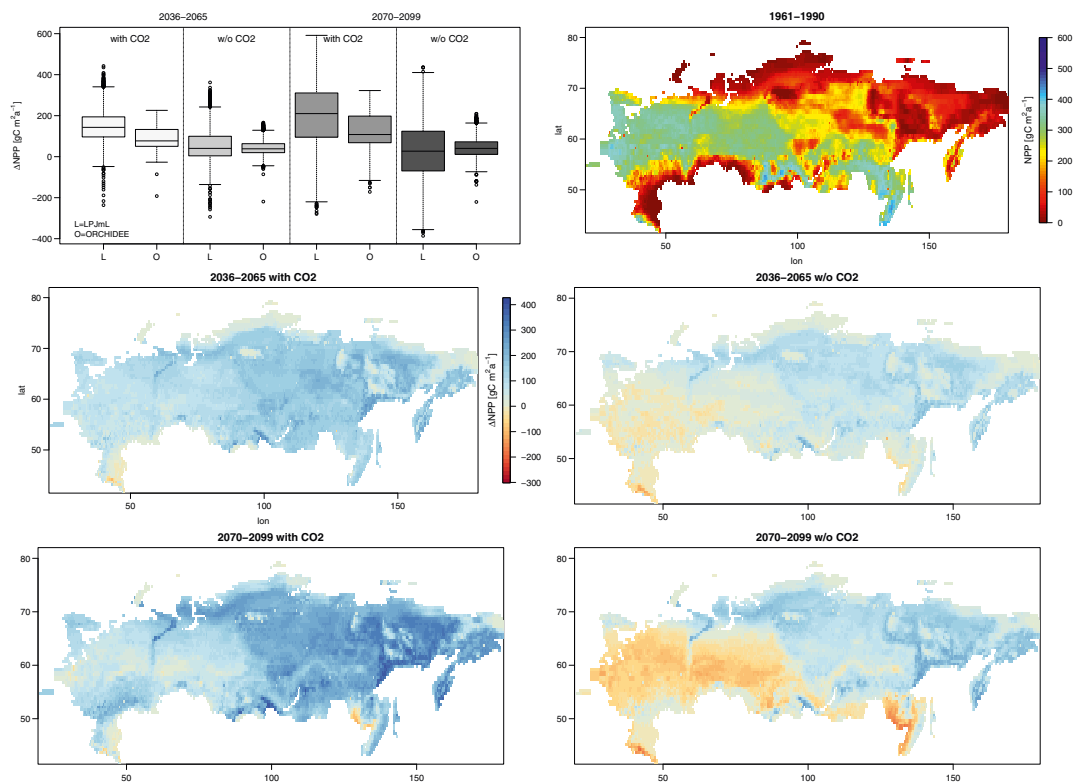 2036−2065 2070−2099
with CO2 w/o CO2 with CO2 w/o CO2
600
400
200
0
−200
−400
ΔNPP [gC m²a⁻¹]
L=LPJmL
O=ORCHIDEE
L O L O L O L O
1961−1990
80
70
60
50
lat
50 100 150
lon
600
500
400
300
200
100
0
NPP [gC m²a⁻¹]
2036−2065 with CO2
80
70
60
50
lat
50 100 150
lon
400
300
200
100
0
−100
−200
−300
ΔNPP [gC m²a⁻¹]
2036−2065 w/o CO2
80
70
60
50
50 100 150
2070−2099 with CO2
80
70
60
50
50 100 150
2070−2099 w/o CO2
80
70
60
50
50 100 150